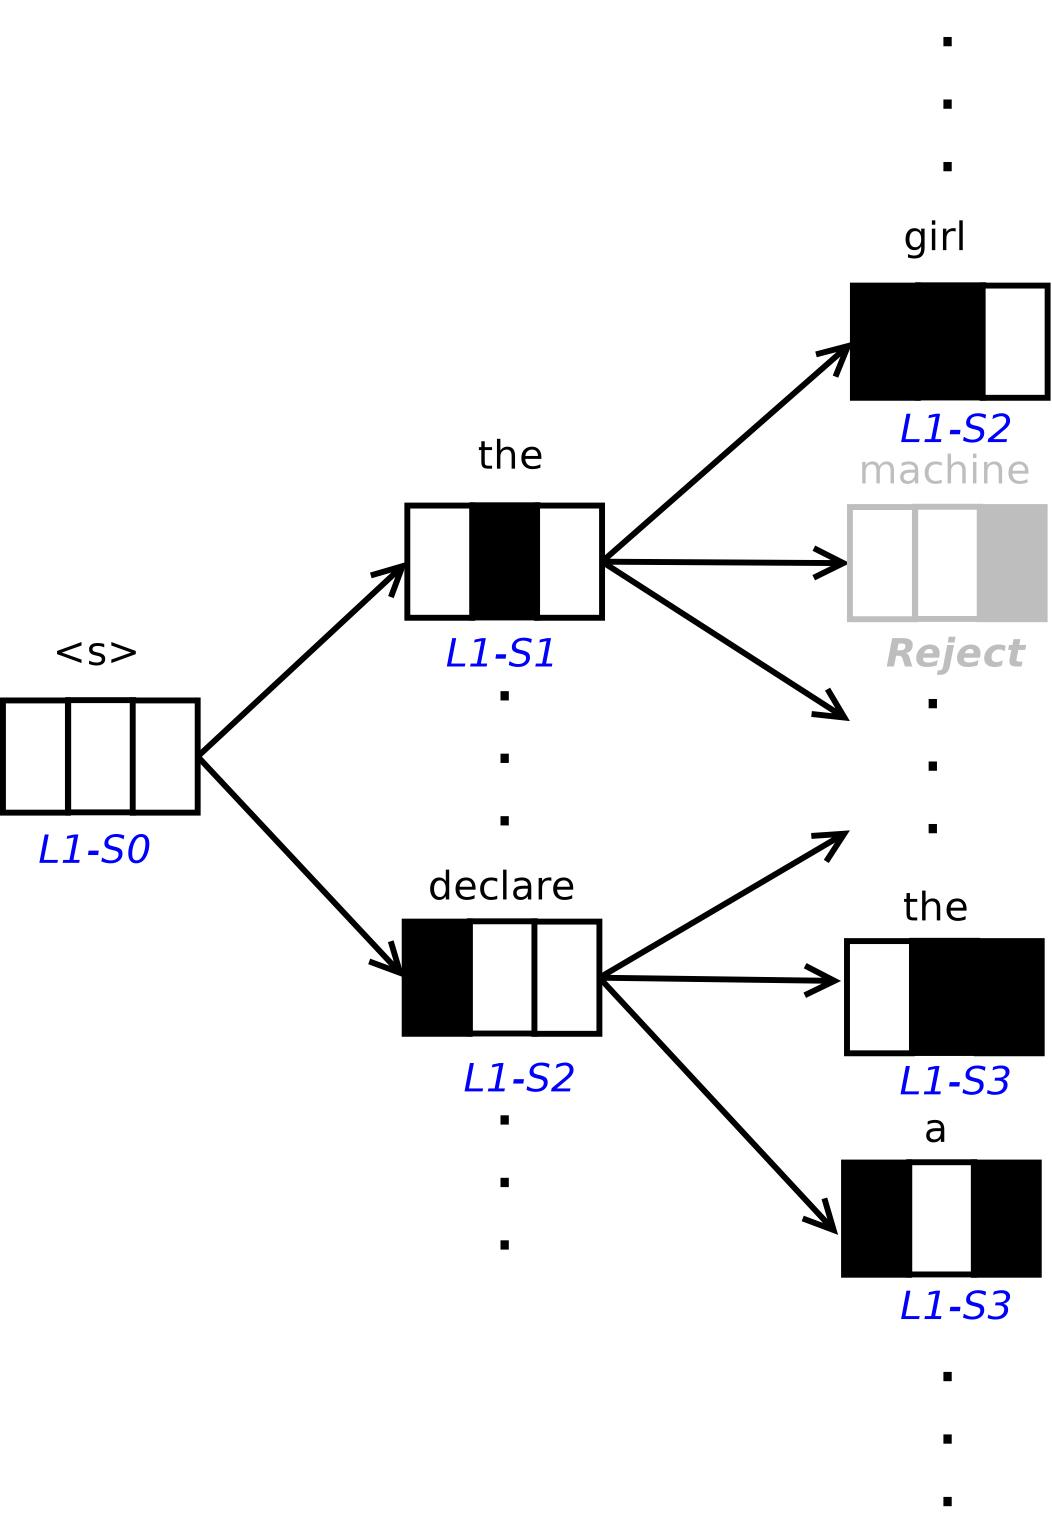 <s>
L1-S0
the
L1-S1
declare
L1-S2
girl
L1-S2
machine
Reject
the
L1-S3
a
L1-S3